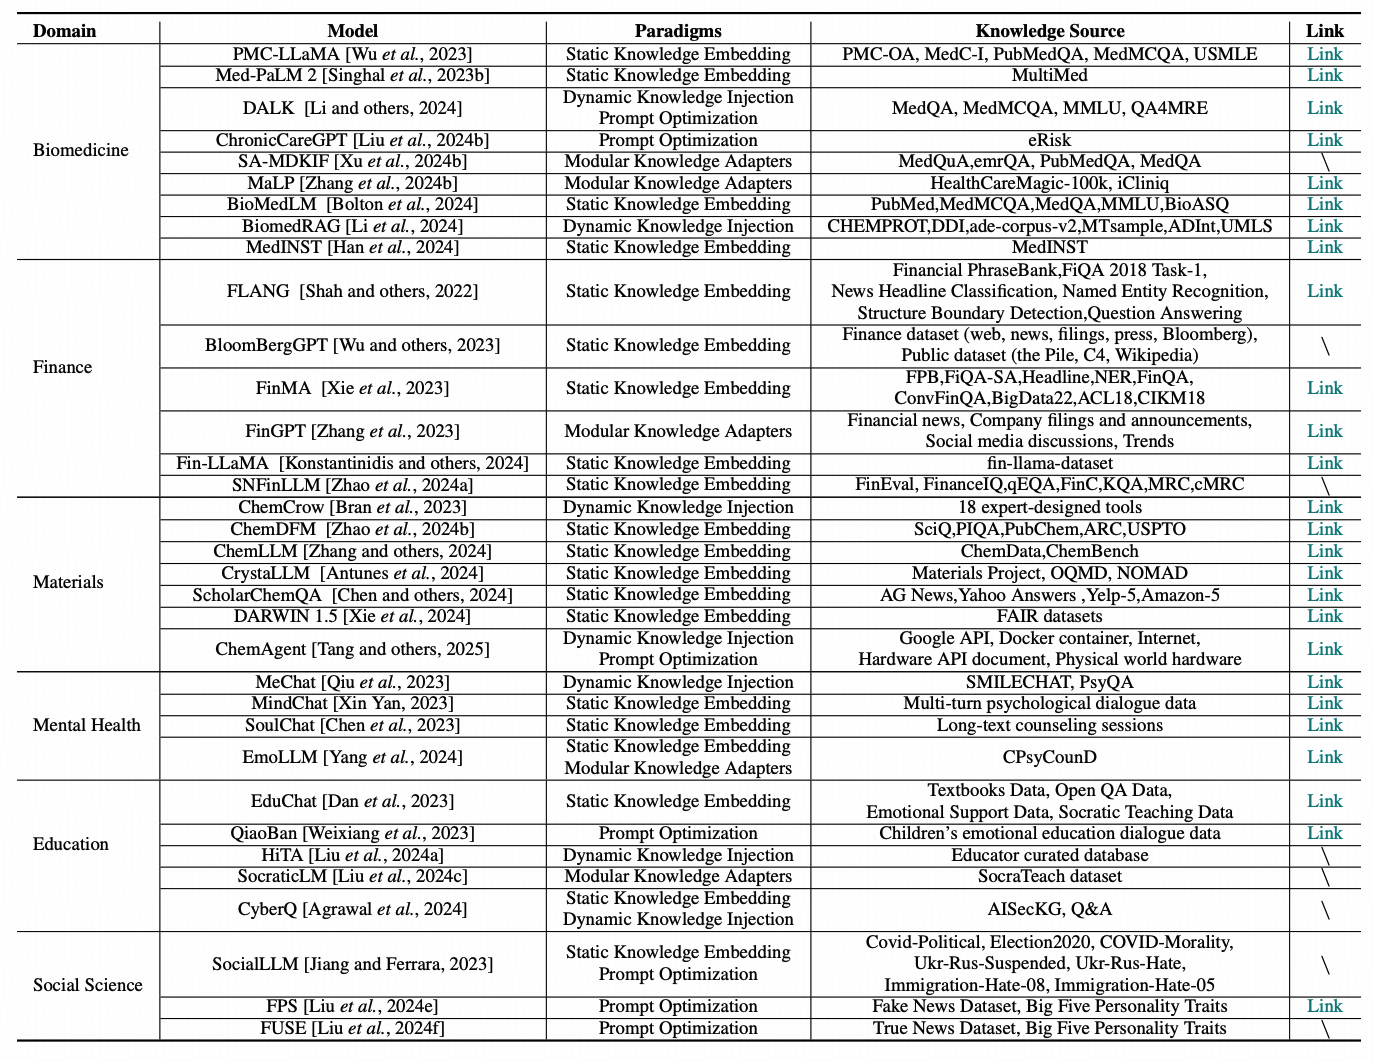 Domain Model Paradigms Knowledge Source Link
Biomedicine
PMC-LLaMA [Wu et al., 2023] Static Knowledge Embedding PMC-OA, MedC-I, PubMedQA, MedMCQA, USMLE Link
Med-PaLM 2 [Singhal et al., 2023b] Static Knowledge Embedding MultiMed Link
DALK [Li and others, 2024] Dynamic Knowledge Injection
Prompt Optimization MedQA, MedMCQA, MMLU, QA4MRE Link
ChronicCareGPT [Liu et al., 2024b] Prompt Optimization eRisk Link
SA-MDKIF [Xu et al., 2024b] Modular Knowledge Adapters MedQuA,emrQA, PubMedQA, MedQA \
MaLP [Zhang et al., 2024b] Modular Knowledge Adapters HealthCareMagic-100k, iCliniq Link
BioMedLM [Bolton et al., 2024] Static Knowledge Embedding PubMed,MedMCQA,MedQA,MMLU,BioASQ Link
BiomedRAG [Li et al., 2024] Dynamic Knowledge Injection CHEMPROT,DDI,ade-corpus-v2,MTsample,ADInt,UMLS Link
MedINST [Han et al., 2024] Static Knowledge Embedding MedINST Link
Finance
FLANG [Shah and others, 2022] Static Knowledge Embedding Financial PhraseBank,FiQA 2018 Task-1,
News Headline Classification, Named Entity Recognition,
Structure Boundary Detection,Question Answering Link
BloomBergGPT [Wu and others, 2023] Static Knowledge Embedding Finance dataset (web, news, filings, press, Bloomberg),
Public dataset (the Pile, C4, Wikipedia) \
FinMA [Xie et al., 2023] Static Knowledge Embedding FPB,FiQA-SA,Headline,NER,FinQA,
ConvFinQA,BigData22,ACL18,CIKM18 Link
FinGPT [Zhang et al., 2023] Modular Knowledge Adapters Financial news, Company filings and announcements,
Social media discussions, Trends Link
Fin-LLaMA [Konstantinidis and others, 2024] Static Knowledge Embedding fin-llama-dataset Link
SNFinLLM [Zhao et al., 2024a] Static Knowledge Embedding FinEval, FinanceIQ,qEQA,FinC,KQA,MRC,cMRC \
Materials
ChemCrow [Bran et al., 2023] Dynamic Knowledge Injection 18 expert-designed tools Link
ChemDFM [Zhao et al., 2024b] Static Knowledge Embedding SciQ,PIQA,PubChem,ARC,USPTO Link
ChemLLM [Zhang and others, 2024] Static Knowledge Embedding ChemData,ChemBench Link
CrystaLLM [Antunes et al., 2024] Static Knowledge Embedding Materials Project, OQMD, NOMAD Link
ScholarChemQA [Chen and others, 2024] Static Knowledge Embedding AG News,Yahoo Answers ,Yelp-5,Amazon-5 Link
DARWIN 1.5 [Xie et al., 2024] Static Knowledge Embedding FAIR datasets Link
ChemAgent [Tang and others, 2025] Dynamic Knowledge Injection
Prompt Optimization Google API, Docker container, Internet,
Hardware API document, Physical world hardware Link
Mental Health
MeChat [Qiu et al., 2023] Dynamic Knowledge Injection SMILECHAT, PsyQA Link
MindChat [Xin Yan, 2023] Static Knowledge Embedding Multi-turn psychological dialogue data Link
SoulChat [Chen et al., 2023] Static Knowledge Embedding Long-text counseling sessions Link
EmoLLM [Yang et al., 2024] Static Knowledge Embedding
Modular Knowledge Adapters CPsyCounD Link
Education
EduChat [Dan et al., 2023] Static Knowledge Embedding Textbooks Data, Open QA Data,
Emotional Support Data, Socratic Teaching Data Link
QiaoBan [Weixiang et al., 2023] Prompt Optimization Children's emotional education dialogue data Link
HiTA [Liu et al., 2024a] Dynamic Knowledge Injection Educator curated database \
SocraticLM [Liu et al., 2024c] Modular Knowledge Adapters SocraTeach dataset \
CyberQ [Agrawal et al., 2024] Static Knowledge Embedding
Dynamic Knowledge Injection AISecKG, Q&A \
Social Science
SocialLLM [Jiang and Ferrara, 2023] Static Knowledge Embedding
Prompt Optimization Covid-Political, Election2020, COVID-Morality,
Ukr-Rus-Suspended, Ukr-Rus-Hate,
Immigration-Hate-08, Immigration-Hate-05 \
FPS [Liu et al., 2024e] Prompt Optimization Fake News Dataset, Big Five Personality Traits Link
FUSE [Liu et al., 2024f] Prompt Optimization True News Dataset, Big Five Personality Traits \